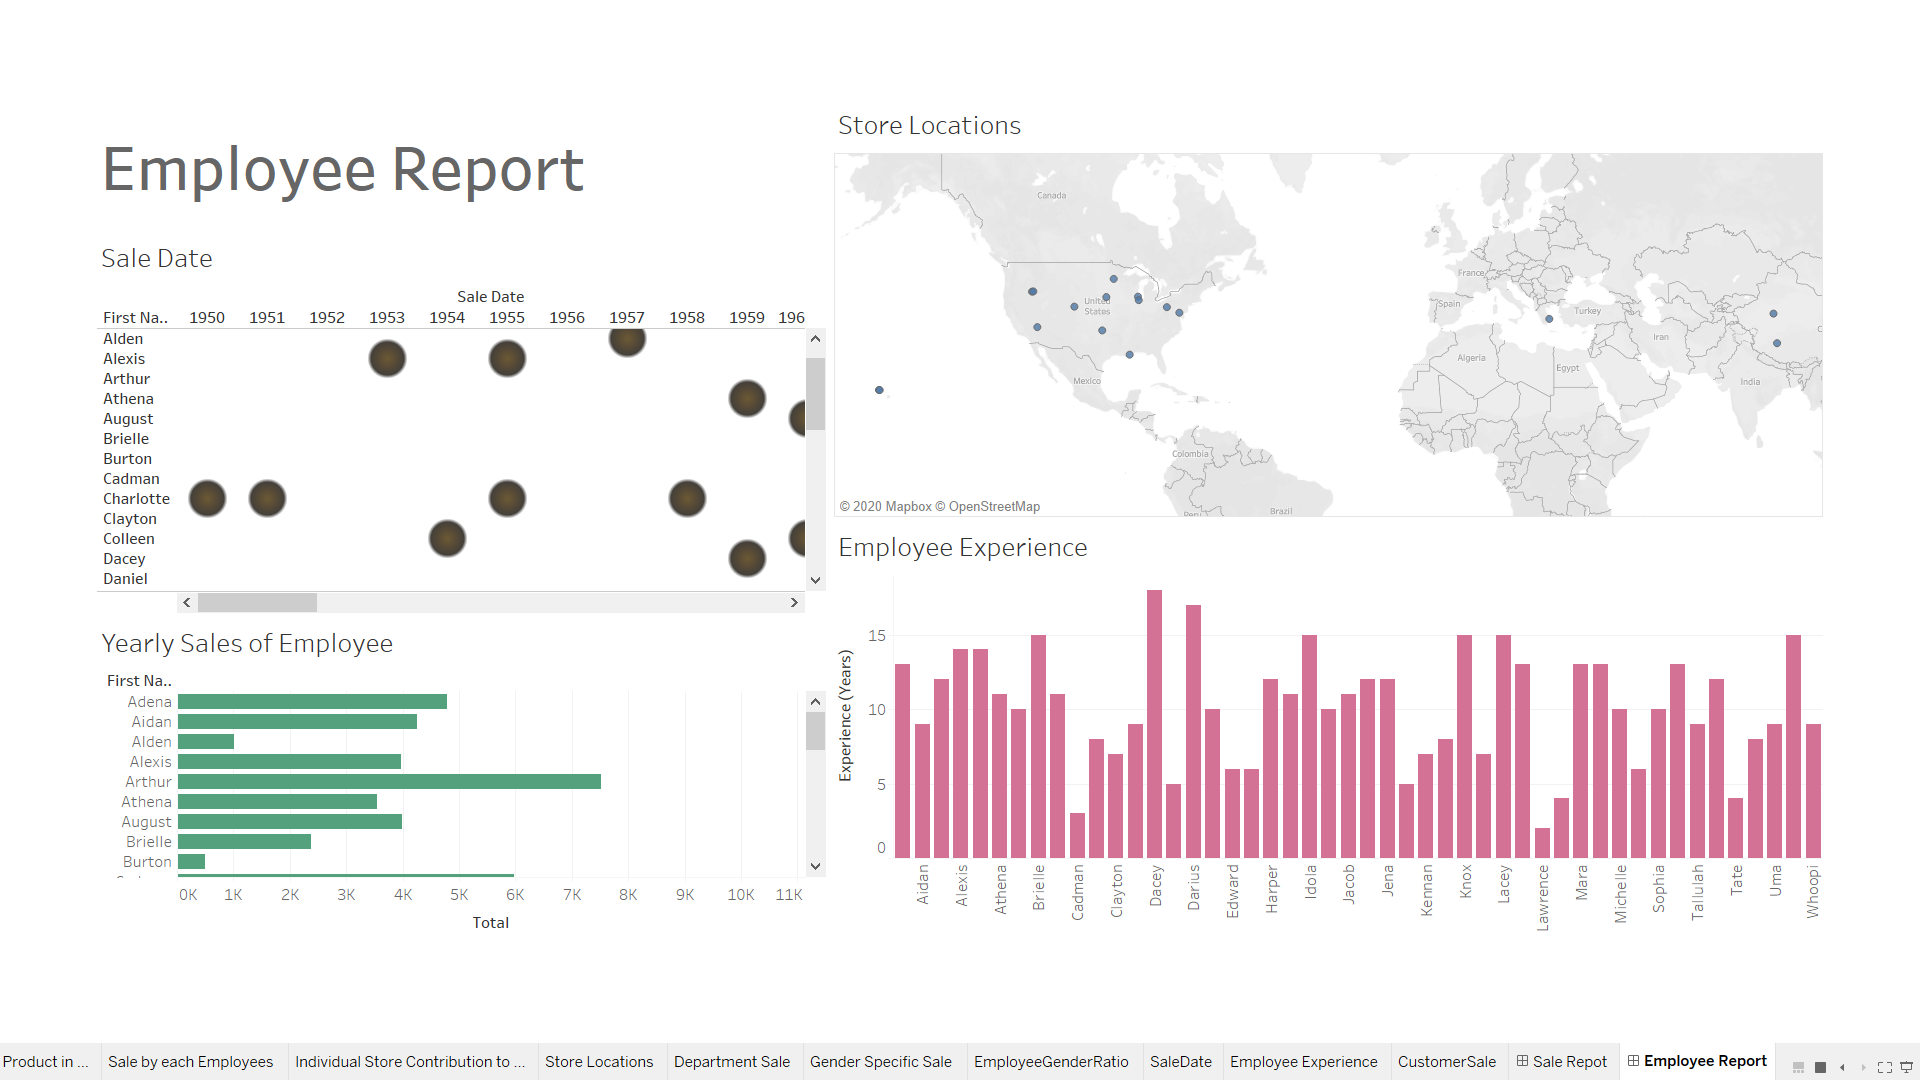 Employee Report
Sale Date
Sale Date
First Na.. 1950 1951 1952 1953 1954 1955 1956 1957 1958 1959 196
Alden
Alexis
Arthur
Athena
August
Brielle
Burton
Cadman
Charlotte
Clayton
Colleen
Dacey
Daniel
Yearly Sales of Employee
First Na..
Adena
Aidan
Alden
Alexis
Arthur
Athena
August
Brielle
Burton
0K 1K 2K 3K 4K 5K 6K 7K 8K 9K 10K 11K
Total
Store Locations
Canada
United
States
Mexico
Colombia
Peru
Brazil
France
Spain
Turkey
Algeria
Egypt
Iran
India
© 2020 Mapbox © OpenStreetMap
Employee Experience
Experience (Years)
15
10
5
0
Aidan Alexis Athena Brielle Cadman Clayton Dacey Darius Edward Harper Idola Jacob Jena Kennan Knox Lacey Lawrence Mara Michelle Sophia Tallulah Tate Uma Whoopi
Product in ... Sale by each Employees Individual Store Contribution to ... Store Locations Department Sale Gender Specific Sale EmployeeGenderRatio SaleDate Employee Experience CustomerSale Sale Repot Employee Report